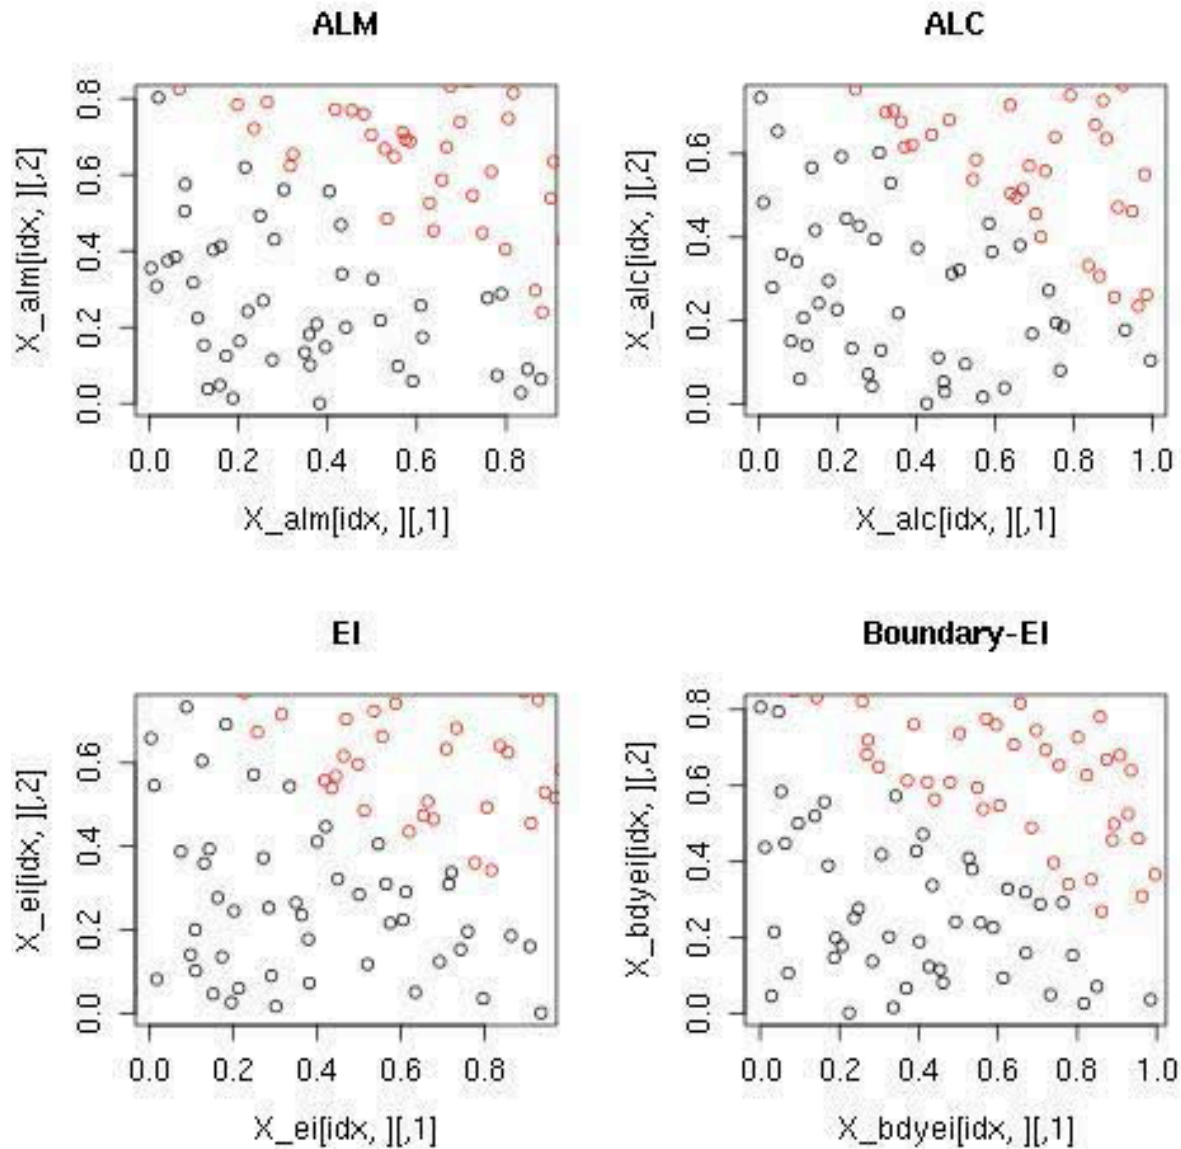 ALM
X_alm[idx, ][,2]
0.0 0.2 0.4 0.6 0.8
0.0 0.2 0.4 0.6 0.8
X_alm[idx, ][,1]
ALC
X_alc[idx, ][,2]
0.0 0.2 0.4 0.6
0.0 0.2 0.4 0.6 0.8 1.0
X_alc[idx, ][,1]
EI
X_ei[idx, ][,2]
0.0 0.2 0.4 0.6
0.0 0.2 0.4 0.6 0.8
X_ei[idx, ][,1]
Boundary-EI
X_bdyei[idx, ][,2]
0.0 0.2 0.4 0.6 0.8
0.0 0.2 0.4 0.6 0.8 1.0
X_bdyei[idx, ][,1]